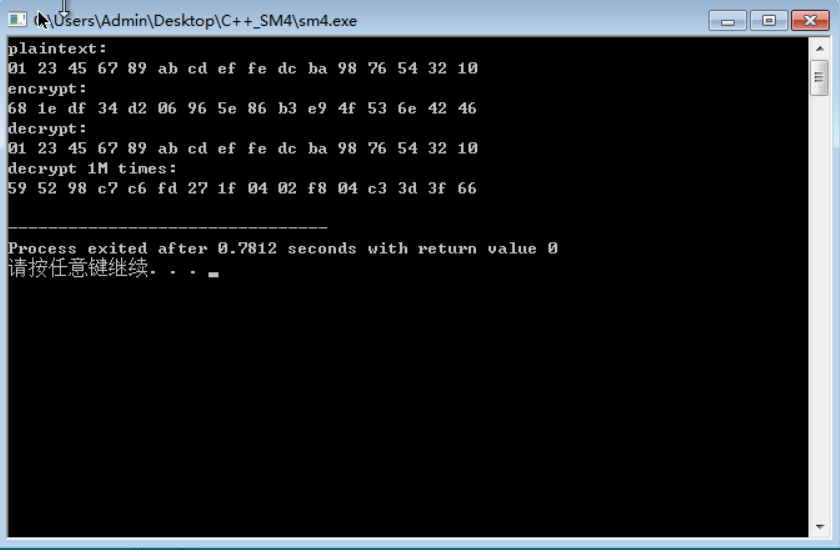 C:\Users\Admin\Desktop\C++_SM4\sm4.exe
plaintext:
01 23 45 67 89 ab cd ef fe dc ba 98 76 54 32 10
encrypt:
68 1e df 34 d2 06 96 5e 86 b3 e9 4f 53 6e 42 46
decrypt:
01 23 45 67 89 ab cd ef fe dc ba 98 76 54 32 10
decrypt 1M times:
59 52 98 c7 c6 fd 27 1f 04 02 f8 04 c3 3d 3f 66
--------------------------------
Process exited after 0.7812 seconds with return value 0
请按任意键继续. . .